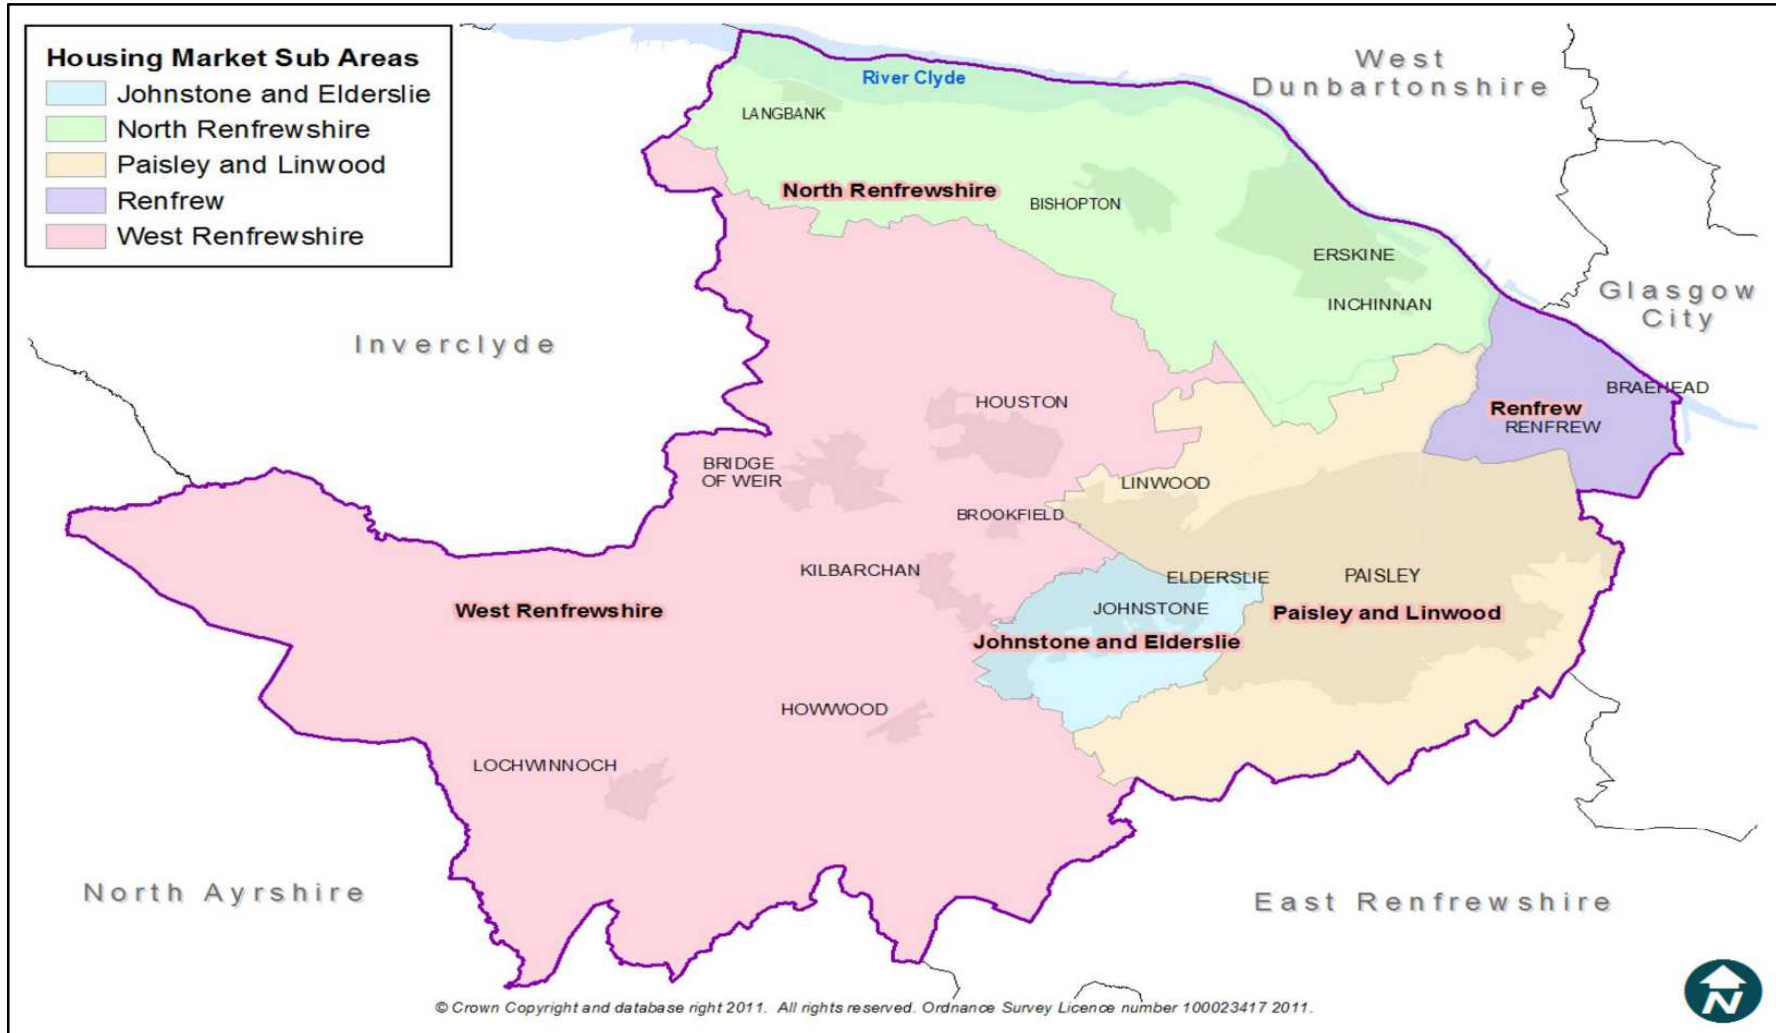 Housing Market Sub Areas
Johnstone and Elderslie
North Renfrewshire
Paisley and Linwood
Renfrew
West Renfrewshire
West
Dunbartonshire
River Clyde
LANGBANK
North Renfrewshire
BISHOPTON
ERSKINE
INCHINNAN
Glasgow
City
Inverclyde
BRAEHEAD
Renfrew
RENFREW
HOUSTON
BRIDGE
OF WEIR
LINWOOD
BROOKFIELD
KILBARCHAN
ELDERSLIE
PAISLEY
West Renfrewshire
JOHNSTONE
Paisley and Linwood
Johnstone and Elderslie
HOWWOOD
LOCHWINNOCH
North Ayrshire
East Renfrewshire
N
© Crown Copyright and database right 2011. All rights reserved. Ordnance Survey Licence number 100023417 2011.